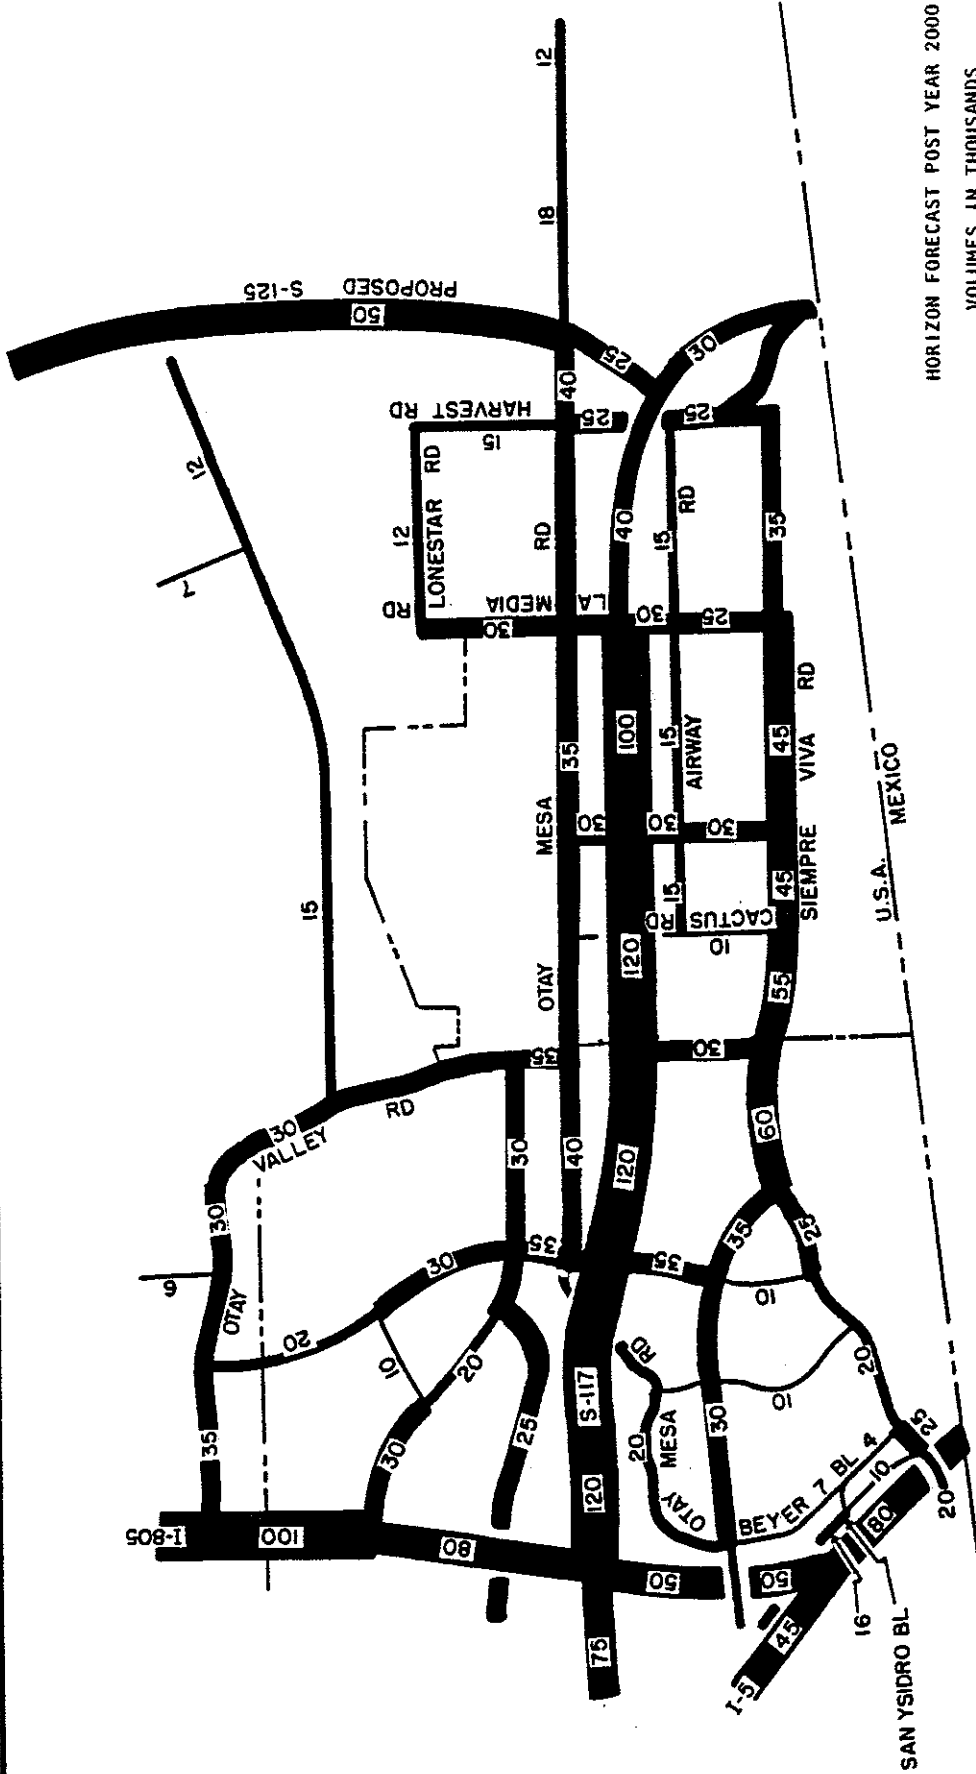 HORIZON FORECAST POST YEAR 2000
VOLUMES IN THOUSANDS
12
18
PROPOSED S-125
50
40
25
30
HARVEST RD
15
25
25
12
7
12
LONESTAR RD
RD
MEDIA
LA
30
RD
40
15
RD
35
30
25
15
35
100
15
AIRWAY
45
SIEMPRE VIVA RD
MESA
30
30
30
15
CACTUS RD
10
45
U.S.A.
MEXICO
OTAY
120
55
35
30
RD
30
VALLEY
30
OTAY
6
30
40
120
60
35
30
35
35
25
10
20
10
20
35
30
25
S-117
120
RD
20
MESA
OTAY
30
10
20
BEYER 7 BL 4
10
25
20
80
I-805
100
80
50
50
75
45
I-5
16
SAN YSIDRO BL